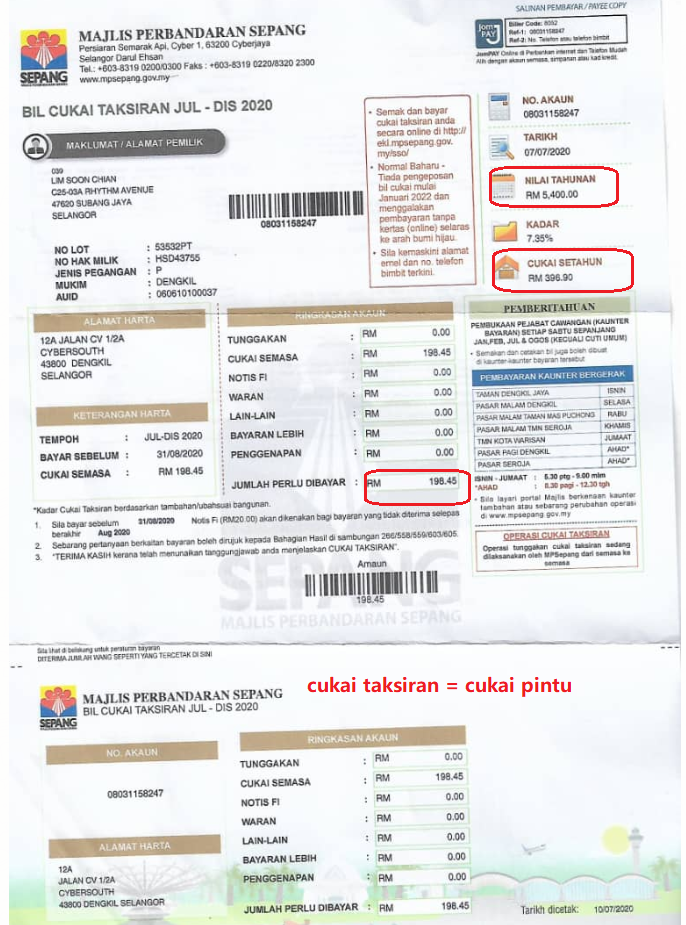 SALINAN PEMBAYAR / PAYEE COPY
MAJLIS PERBANDARAN SEPANG
Persiaran Semarak Api, Cyber 1, 63200 Cyberjaya
Selangor Darul Ehsan
Tel.: +603-8319 0200/0300 Faks : +603-8319 0220/8320 2300
www.mpsepang.gov.my
SEPANG
JomPAY
Biller Code: 8052
Ref-1: 08031158247
Ref-2: No. Telefon atau telefon bimbit
JomPAY Online di Perbankan Internet dan Telefon Mudah
Alih dengan akaun semasa, simpanan atau kad kredit.
BIL CUKAI TAKSIRAN JUL - DIS 2020
MAKLUMAT / ALAMAT PEMILIK
039
LIM SOON CHIAN
C25-03A RHYTHM AVENUE
47620 SUBANG JAYA
SELANGOR
08031158247
NO LOT : 53532PT
NO HAK MILIK : HSD43755
JENIS PEGANGAN : P
MUKIM : DENGKIL
AUID : 060610100037
• Semak dan bayar
cukai taksiran anda
secara online di http://
ekl.mpsepang.gov.
my/sso/
• Normal Baharu -
Tiada pengeposan
bil cukai mulai
Januari 2022 dan
menggalakan
pembayaran tanpa
kertas (online) selaras
ke arah bumi hijau.
• Sila kemaskini alamat
emel dan no. telefon
bimbit terkini.
NO. AKAUN
08031158247
TARIKH
07/07/2020
NILAI TAHUNAN
RM 5,400.00
KADAR
7.35%
CUKAI SETAHUN
RM 396.90
ALAMAT HARTA
12A JALAN CV 1/2A
CYBERSOUTH
43800 DENGKIL
SELANGOR
KETERANGAN HARTA
TEMPOH : JUL-DIS 2020
BAYAR SEBELUM : 31/08/2020
CUKAI SEMASA : RM 198.45
RINGKASAN AKAUN
TUNGGAKAN : RM 0.00
CUKAI SEMASA : RM 198.45
NOTIS FI : RM 0.00
WARAN : RM 0.00
LAIN-LAIN : RM 0.00
BAYARAN LEBIH : RM 0.00
PENGGENAPAN : RM 0.00
JUMLAH PERLU DIBAYAR : RM 198.45
PEMBERITAHUAN
PEMBUKAAN PEJABAT CAWANGAN (KAUNTER
BAYARAN) SETIAP SABTU SEPANJANG
JAN,FEB, JUL & OGOS (KECUALI CUTI UMUM)
• Semakan dan cetakan bil juga boleh dibuat
di kaunter-kaunter bayaran tersebut
PEMBAYARAN KAUNTER BERGERAK
TAMAN DENGKIL JAYA ISNIN
PASAR MALAM DENGKIL SELASA
PASAR MALAM TAMAN MAS PUCHONG RABU
PASAR MALAM TMN SEROJA KHAMIS
TMN KOTA WARISAN JUMAAT
PASAR PAGI DENGKIL AHAD*
PASAR SEROJA AHAD*
ISNIN - JUMAAT : 5.30 ptg - 9.00 mlm
*AHAD : 8.30 pagi - 12.30 tgh
• Sila layari portal Majlis berkenaan kaunter
tambahan atau sebarang perubahan operasi
di www.mpsepang.gov.my
OPERASI CUKAI TAKSIRAN
Operasi tunggakan cukai taksiran sedang
dilaksanakan oleh MPSepang dari semasa ke
semasa
*Kadar Cukai Taksiran berdasarkan tambahan/ubahsuai bangunan.
1. Sila bayar sebelum 31/08/2020 Notis Fi (RM20.00) akan dikenakan bagi bayaran yang tidak diterima selepas
berakhir Aug 2020
2. Sebarang pertanyaan berkaitan bayaran boleh dirujuk kepada Bahagian Hasil di sambungan 266/558/559/603/605.
3. "TERIMA KASIH kerana telah menunaikan tanggungjawab anda menjelaskan CUKAI TAKSIRAN".
Amaun
198.45
SEPANG
MAJLIS PERBANDARAN SEPANG
Sila lihat di belakang untuk peraturan bayaran
DITERIMA JUMLAH WANG SEPERTI YANG TERCETAK DI SINI
cukai taksiran = cukai pintu
SEPANG
MAJLIS PERBANDARAN SEPANG
BIL CUKAI TAKSIRAN JUL - DIS 2020
NO. AKAUN
08031158247
ALAMAT HARTA
12A
JALAN CV 1/2A
CYBERSOUTH
43800 DENGKIL SELANGOR
RINGKASAN AKAUN
TUNGGAKAN : RM 0.00
CUKAI SEMASA : RM 198.45
NOTIS FI : RM 0.00
WARAN : RM 0.00
LAIN-LAIN : RM 0.00
BAYARAN LEBIH : RM 0.00
PENGGENAPAN : RM 0.00
JUMLAH PERLU DIBAYAR : RM 198.45
Tarikh dicetak: 10/07/2020